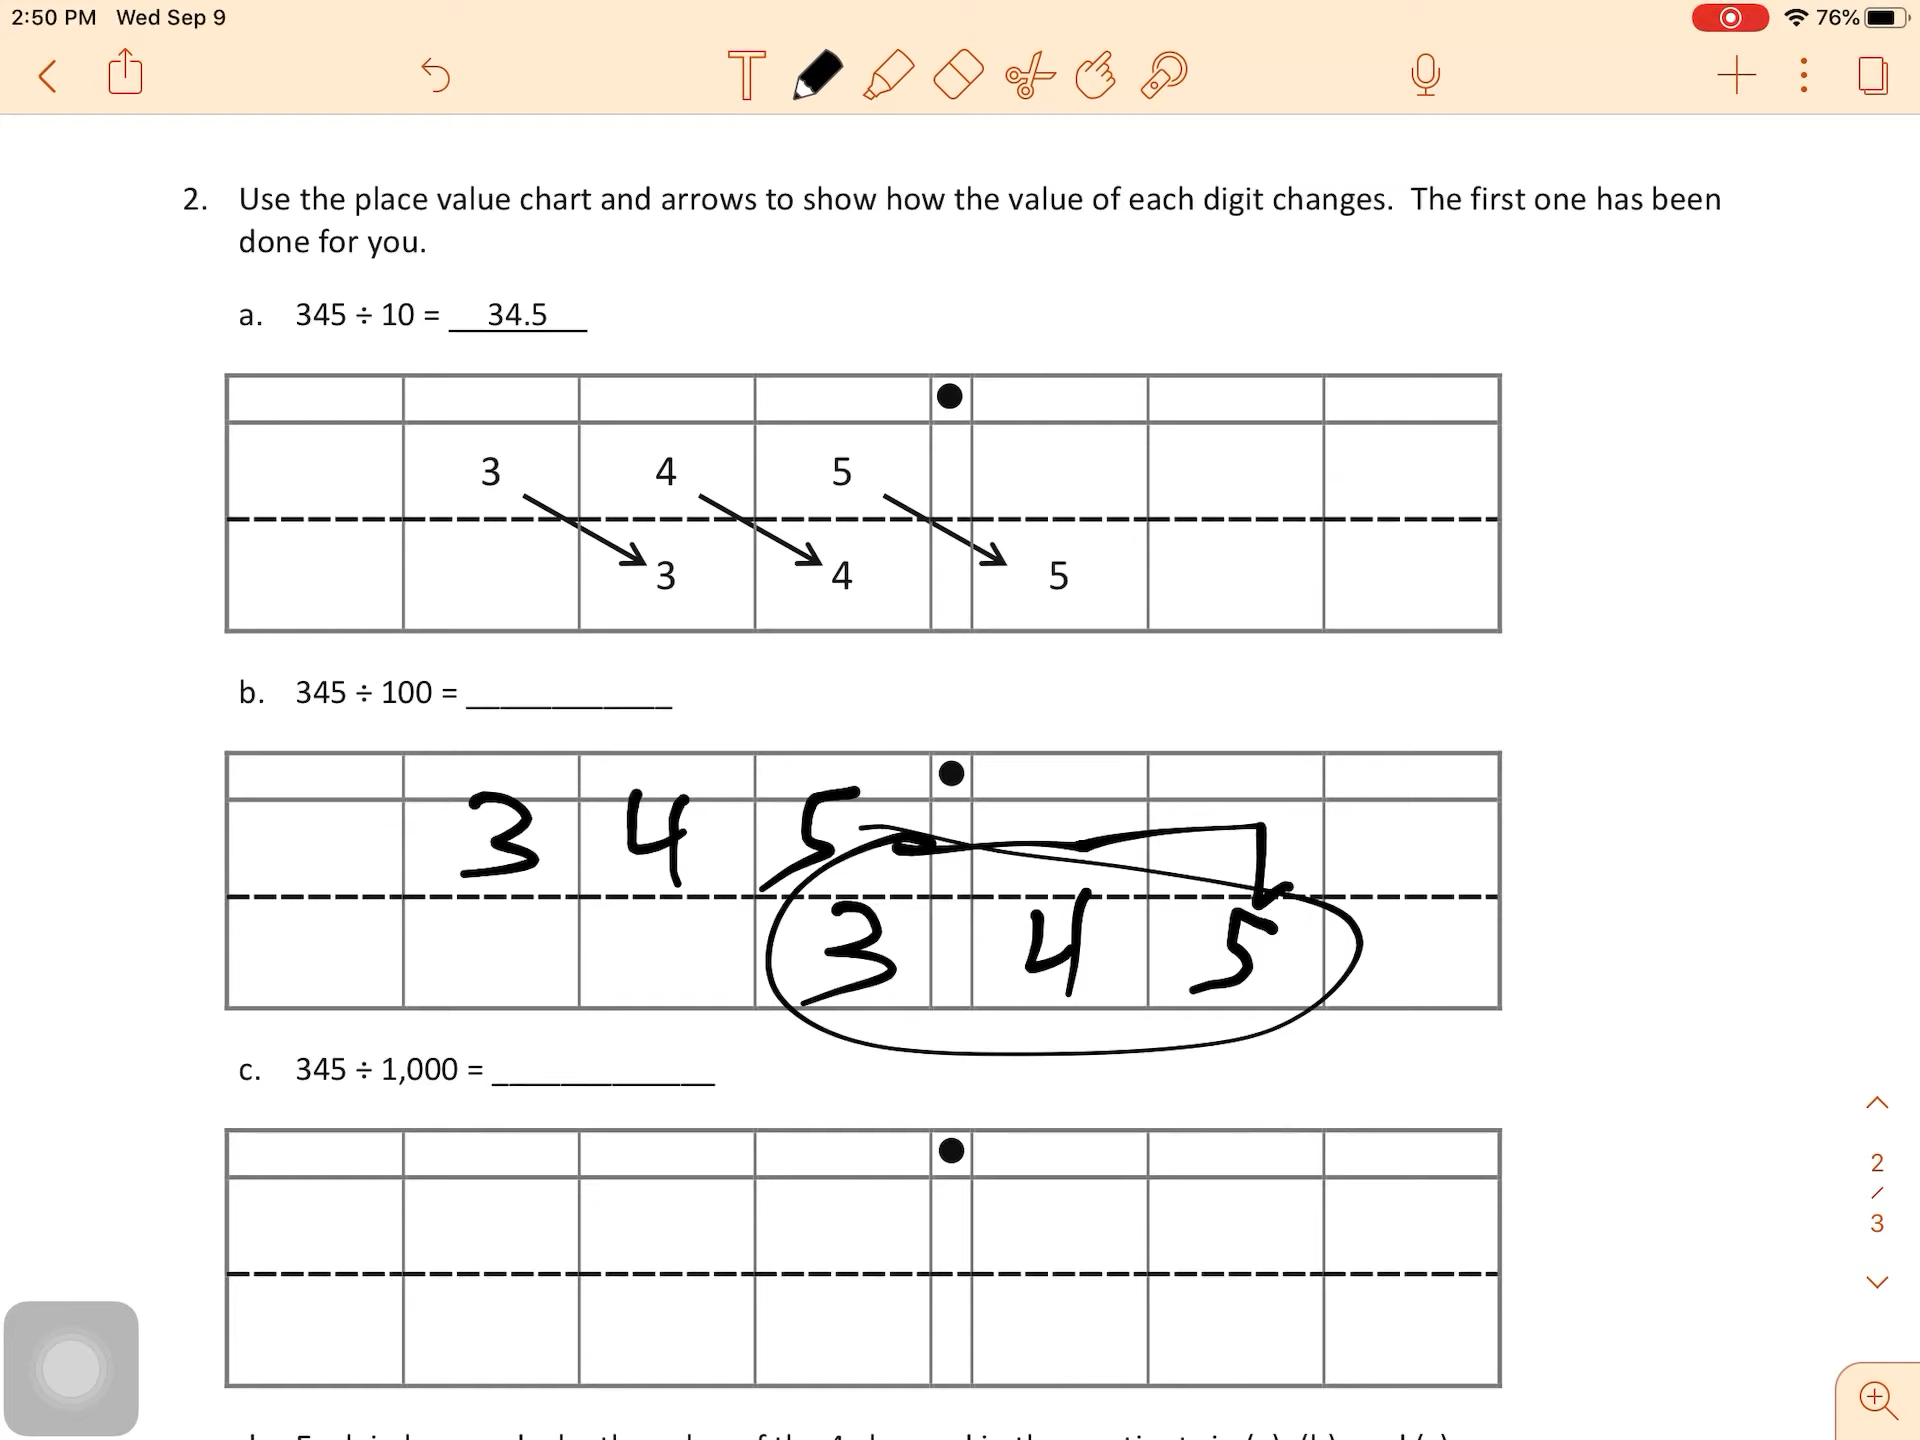 2:50 PM Wed Sep 9 76%
2. Use the place value chart and arrows to show how the value of each digit changes. The first one has been
done for you.
a. 345 ÷ 10 = 34.5
3 4 5
3 4 5
b. 345 ÷ 100 = ____________
3 4 5
3 4 5
c. 345 ÷ 1,000 = ____________
2
/
3